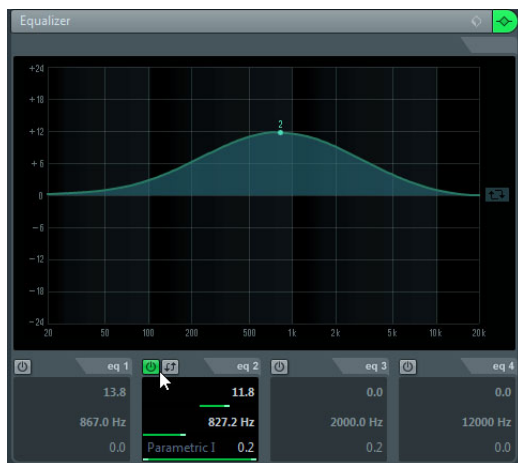 Equalizer
+24
+18
+12
+6
0
-6
-12
-18
-24
2
20 50 100 200 500 1k 2k 5k 10k 20k
eq 1 eq 2 eq 3 eq 4
13.8 11.8 0.0 0.0
867.0 Hz 827.2 Hz 2000.0 Hz 12000 Hz
0.0 Parametric I 0.2 0.2 0.0